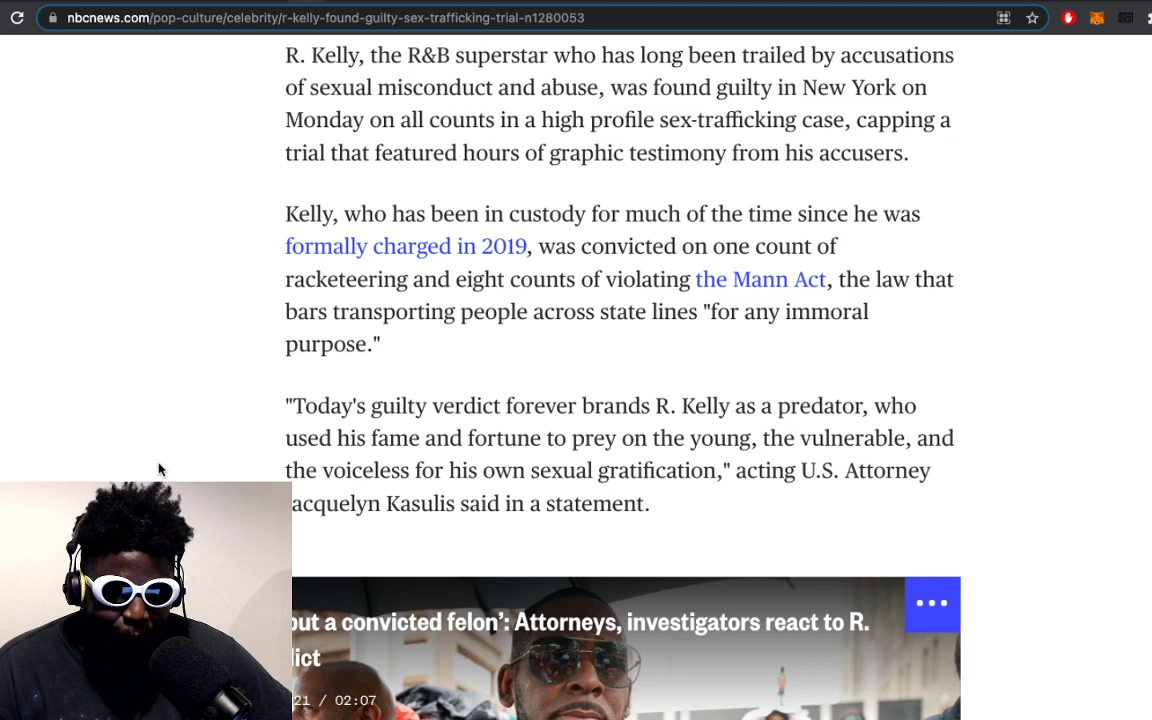 nbcnews.com/pop-culture/celebrity/r-kelly-found-guilty-sex-trafficking-trial-n1280053
R. Kelly, the R&B superstar who has long been trailed by accusations
of sexual misconduct and abuse, was found guilty in New York on
Monday on all counts in a high profile sex-trafficking case, capping a
trial that featured hours of graphic testimony from his accusers.
Kelly, who has been in custody for much of the time since he was
formally charged in 2019, was convicted on one count of
racketeering and eight counts of violating the Mann Act, the law that
bars transporting people across state lines "for any immoral
purpose."
"Today's guilty verdict forever brands R. Kelly as a predator, who
used his fame and fortune to prey on the young, the vulnerable, and
the voiceless for his own sexual gratification," acting U.S. Attorney
acquelyn Kasulis said in a statement.
out a convicted felon’: Attorneys, investigators react to R.
lict
21 / 02:07